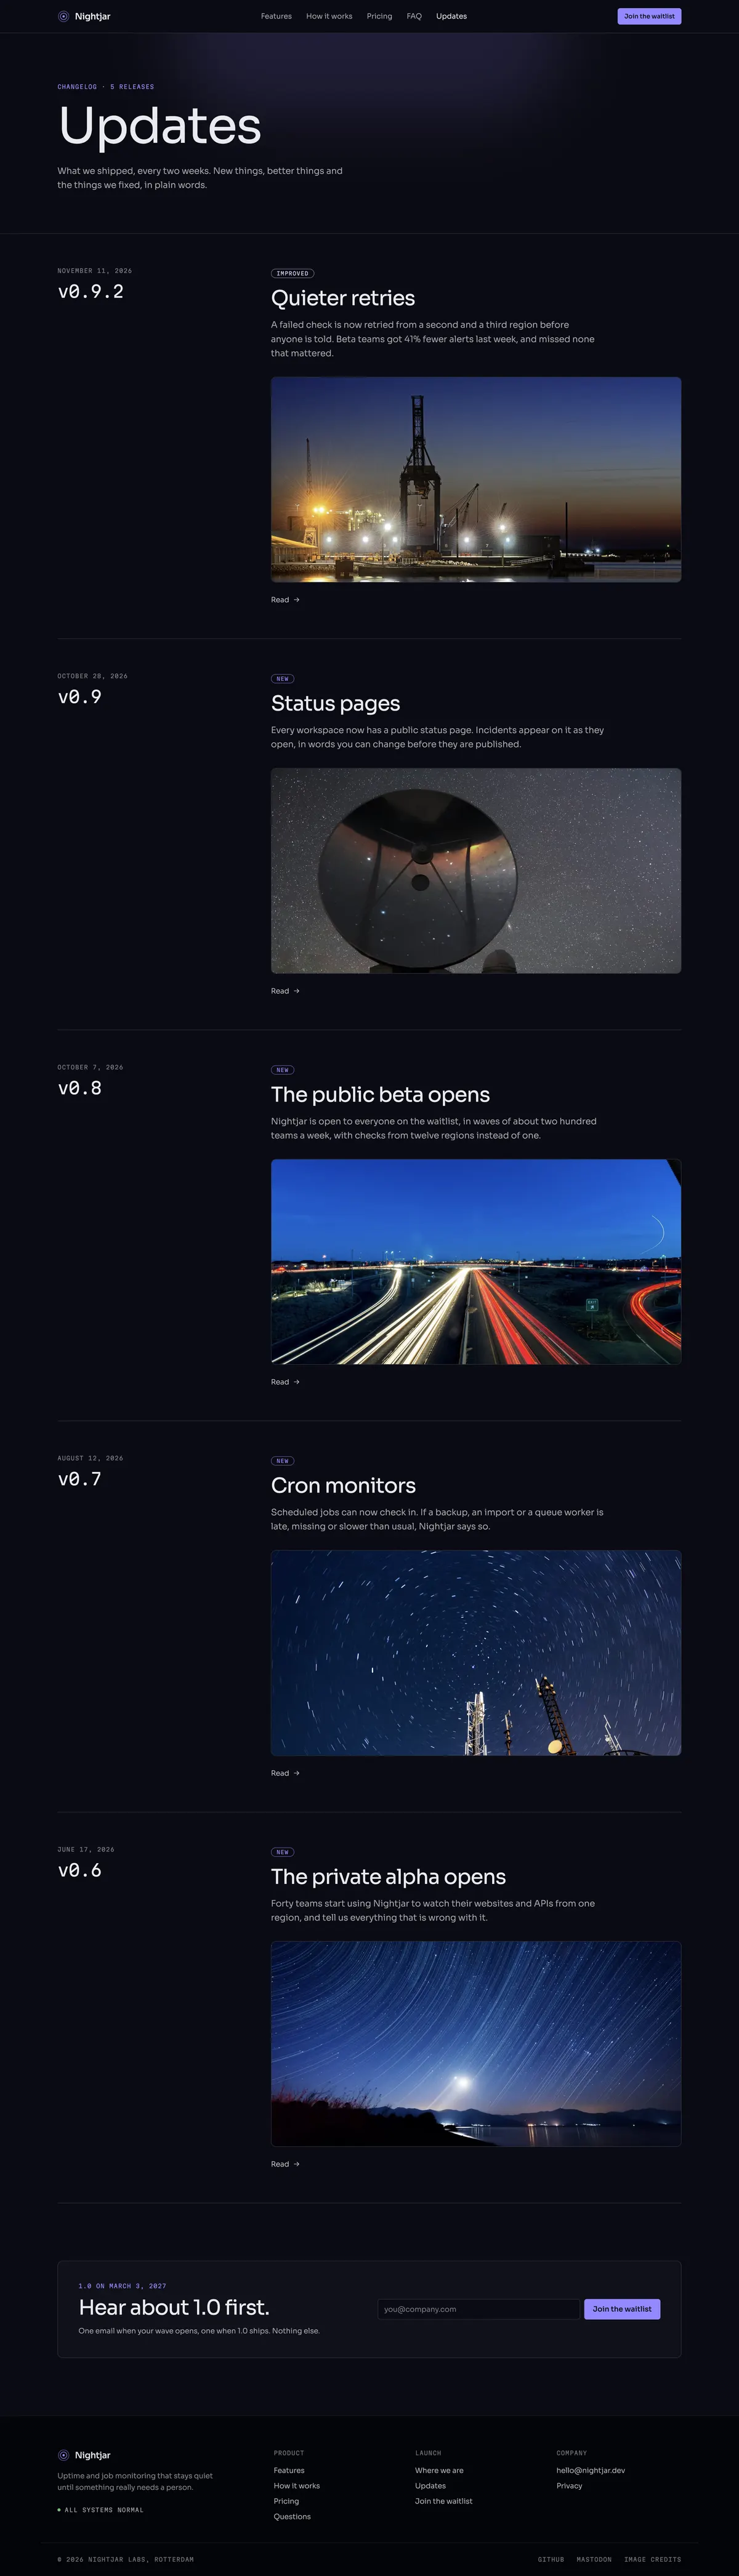 Nightjar
Features
How it works
Pricing
FAQ
Updates
Join the waitlist
CHANGELOG · 5 RELEASES
Updates
What we shipped, every two weeks. New things, better things and
the things we fixed, in plain words.
NOVEMBER 11, 2026
v0.9.2
IMPROVED
Quieter retries
A failed check is now retried from a second and a third region before
anyone is told. Beta teams got 41% fewer alerts last week, and missed none
that mattered.
Read →
OCTOBER 28, 2026
v0.9
NEW
Status pages
Every workspace now has a public status page. Incidents appear on it as they
open, in words you can change before they are published.
Read →
OCTOBER 7, 2026
v0.8
NEW
The public beta opens
Nightjar is open to everyone on the waitlist, in waves of about two hundred
teams a week, with checks from twelve regions instead of one.
EXIT
Read →
AUGUST 12, 2026
v0.7
NEW
Cron monitors
Scheduled jobs can now check in. If a backup, an import or a queue worker is
late, missing or slower than usual, Nightjar says so.
Read →
JUNE 17, 2026
v0.6
NEW
The private alpha opens
Forty teams start using Nightjar to watch their websites and APIs from one
region, and tell us everything that is wrong with it.
Read →
1.0 ON MARCH 3, 2027
Hear about 1.0 first.
One email when your wave opens, one when 1.0 ships. Nothing else.
you@company.com
Join the waitlist
Nightjar
Uptime and job monitoring that stays quiet
until something really needs a person.
ALL SYSTEMS NORMAL
PRODUCT
Features
How it works
Pricing
Questions
LAUNCH
Where we are
Updates
Join the waitlist
COMPANY
hello@nightjar.dev
Privacy
© 2026 NIGHTJAR LABS, ROTTERDAM
GITHUB
MASTODON
IMAGE CREDITS